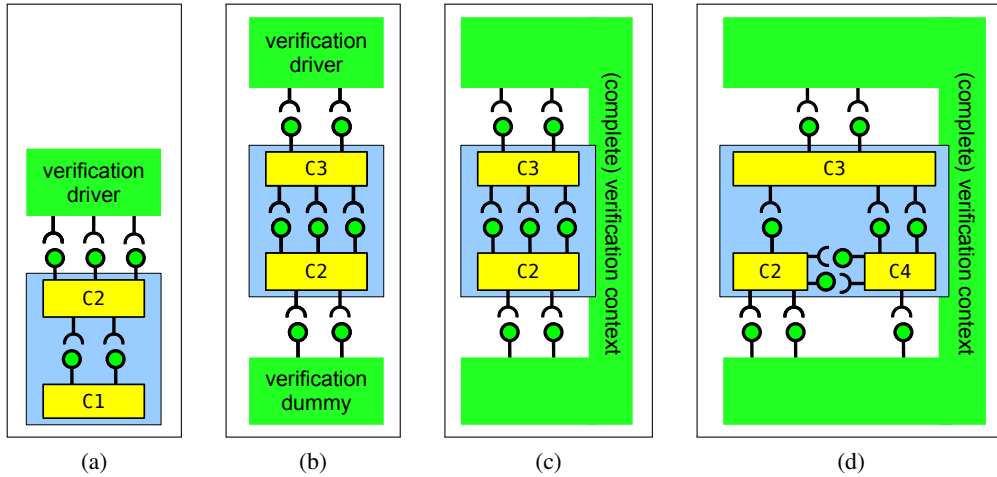 verification
driver
C2
C1
(a)
verification
driver
C3
C2
verification
dummy
(b)
C3
C2
(complete) verification context
(c)
C3
C2
C4
(complete) verification context
(d)